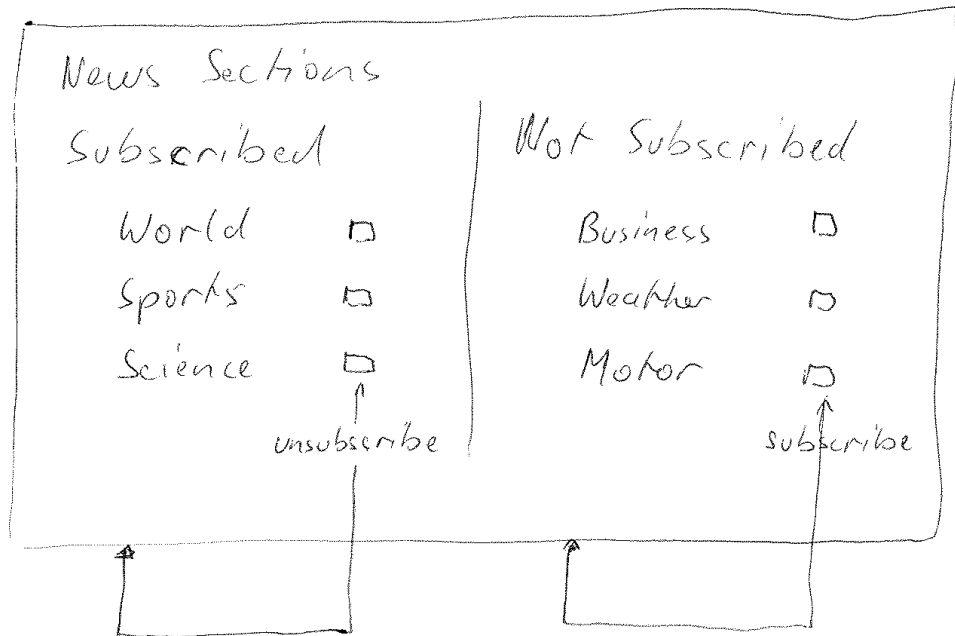 News Sections
Subscribed
World
Sports
Science
unsubscribe
Not Subscribed
Business
Weather
Motor
subscribe